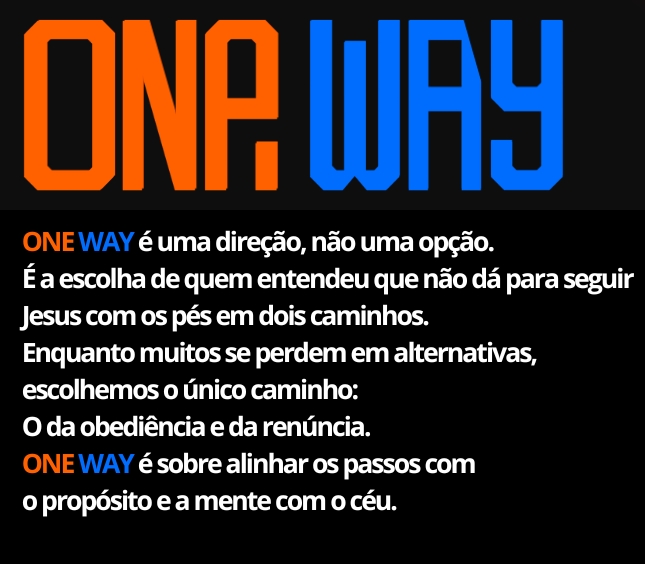 ONE WAY
ONE WAY é uma direção, não uma opção.
É a escolha de quem entendeu que não dá para seguir
Jesus com os pés em dois caminhos.
Enquanto muitos se perdem em alternativas,
escolhemos o único caminho:
O da obediência e da renúncia.
ONE WAY é sobre alinhar os passos com
o propósito e a mente com o céu.